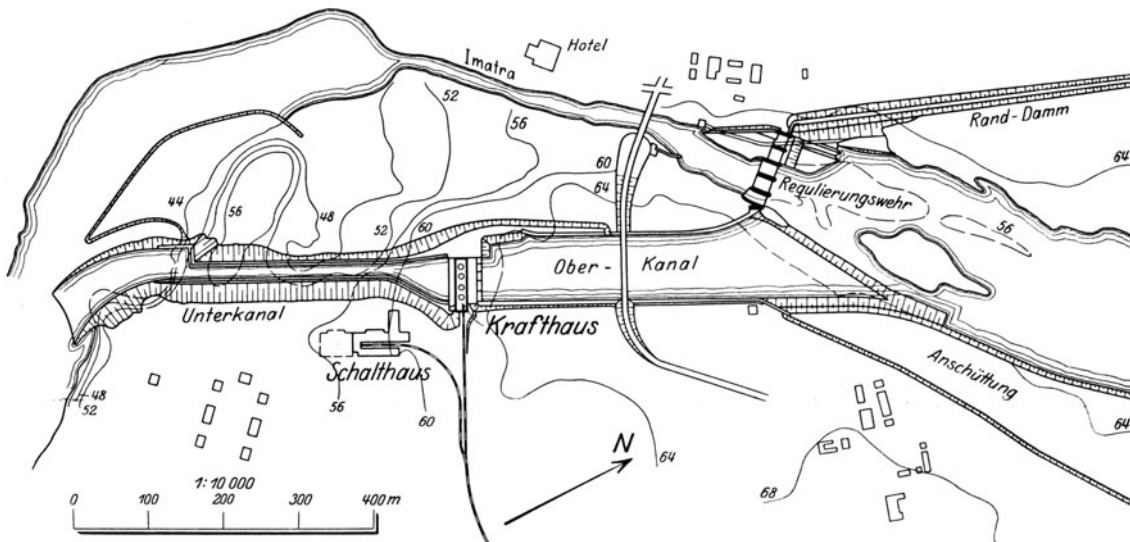 Imatra
Hotel
52
56
Rand-Damm
64
60
64
Regulierungswehr
44
56
48
52
60
56
Ober-Kanal
Unterkanal
Krafthaus
Schalthaus
Anschüttung
48
52
56
60
64
N
64
68
1:10 000
0 100 200 300 400 m